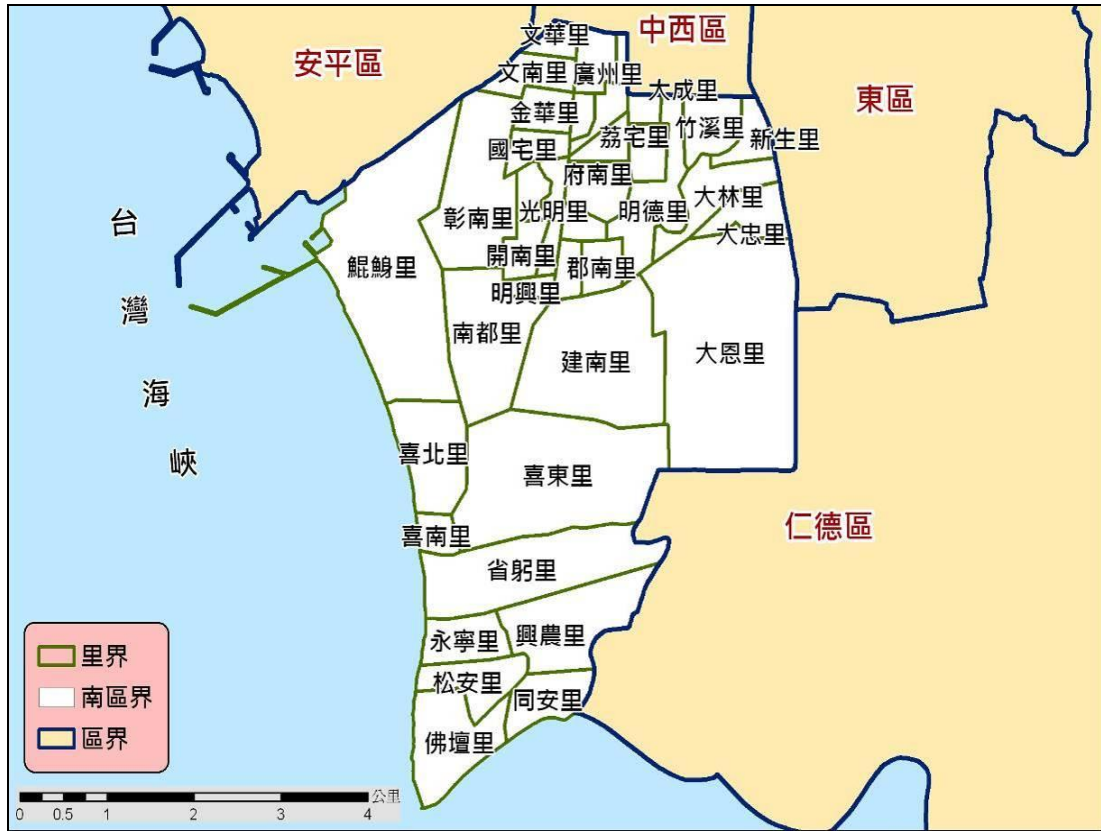 文華里
中西區
安平區
文南里
廣州里
大成里
東區
金華里
荔宅里
竹溪里
新生里
國宅里
府南里
大林里
台灣海峽
彰南里
光明里
明德里
大忠里
鯤鯓里
開南里
郡南里
明興里
南都里
建南里
大恩里
喜北里
喜東里
喜南里
仁德區
省躬里
永寧里
興農里
松安里
同安里
佛壇里
里界
南區界
區界
公里
0 0.5 1 2 3 4